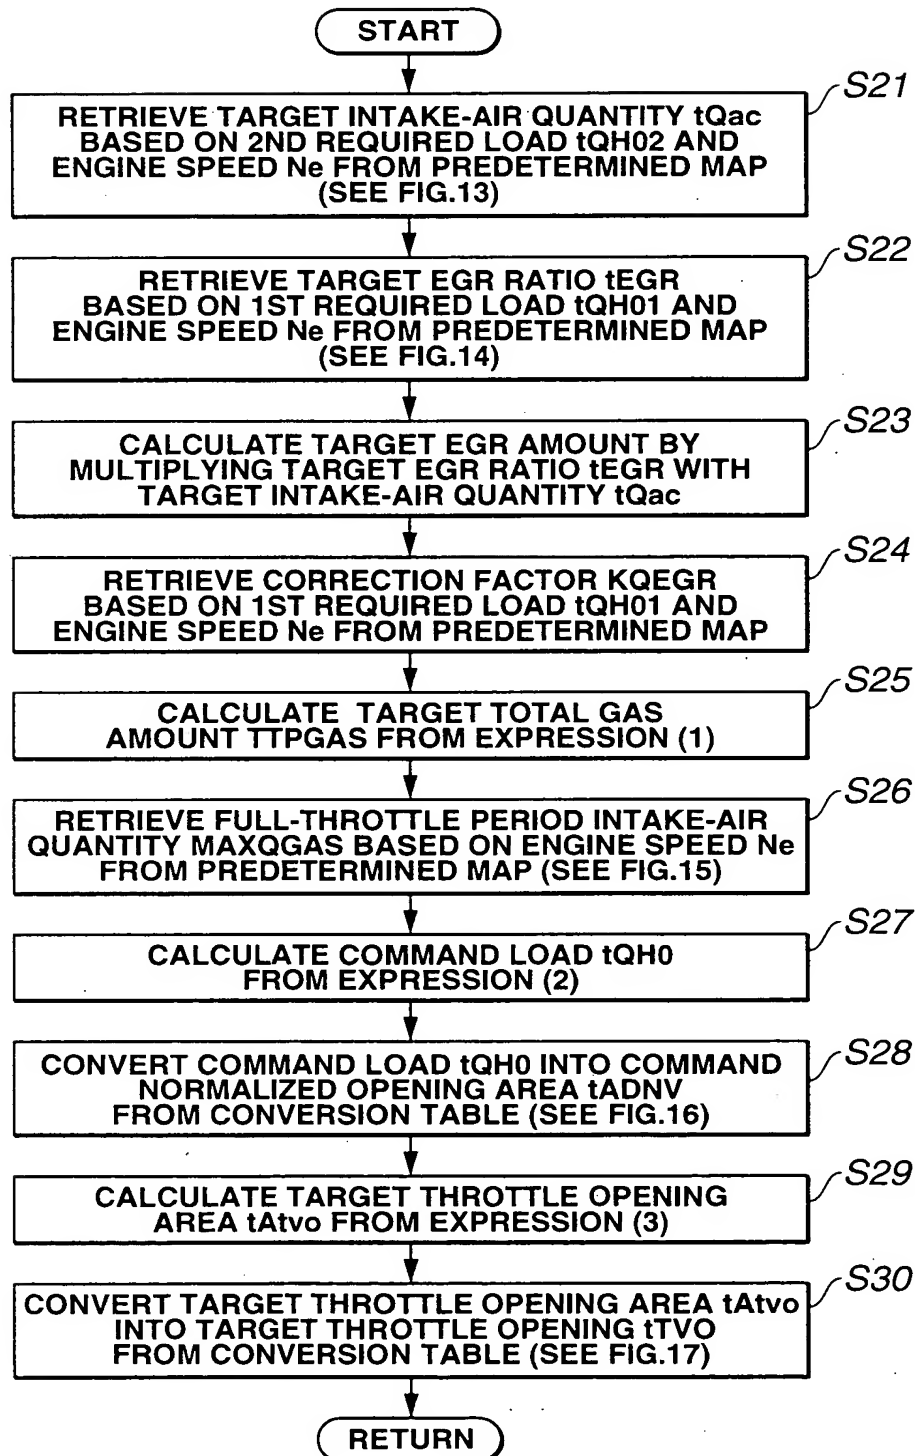 START
S21
RETRIEVE TARGET INTAKE-AIR QUANTITY tQac
BASED ON 2ND REQUIRED LOAD tQH02 AND
ENGINE SPEED Ne FROM PREDETERMINED MAP
(SEE FIG.13)
S22
RETRIEVE TARGET EGR RATIO tEGR
BASED ON 1ST REQUIRED LOAD tQH01 AND
ENGINE SPEED Ne FROM PREDETERMINED MAP
(SEE FIG.14)
S23
CALCULATE TARGET EGR AMOUNT BY
MULTIPLYING TARGET EGR RATIO tEGR WITH
TARGET INTAKE-AIR QUANTITY tQac
S24
RETRIEVE CORRECTION FACTOR KQEGR
BASED ON 1ST REQUIRED LOAD tQH01 AND
ENGINE SPEED Ne FROM PREDETERMINED MAP
S25
CALCULATE TARGET TOTAL GAS
AMOUNT TTPGAS FROM EXPRESSION (1)
S26
RETRIEVE FULL-THROTTLE PERIOD INTAKE-AIR
QUANTITY MAXQGAS BASED ON ENGINE SPEED Ne
FROM PREDETERMINED MAP (SEE FIG.15)
S27
CALCULATE COMMAND LOAD tQH0
FROM EXPRESSION (2)
S28
CONVERT COMMAND LOAD tQH0 INTO COMMAND
NORMALIZED OPENING AREA tADNV
FROM CONVERSION TABLE (SEE FIG.16)
S29
CALCULATE TARGET THROTTLE OPENING
AREA tAtvo FROM EXPRESSION (3)
S30
CONVERT TARGET THROTTLE OPENING AREA tAtvo
INTO TARGET THROTTLE OPENING tTVO
FROM CONVERSION TABLE (SEE FIG.17)
RETURN